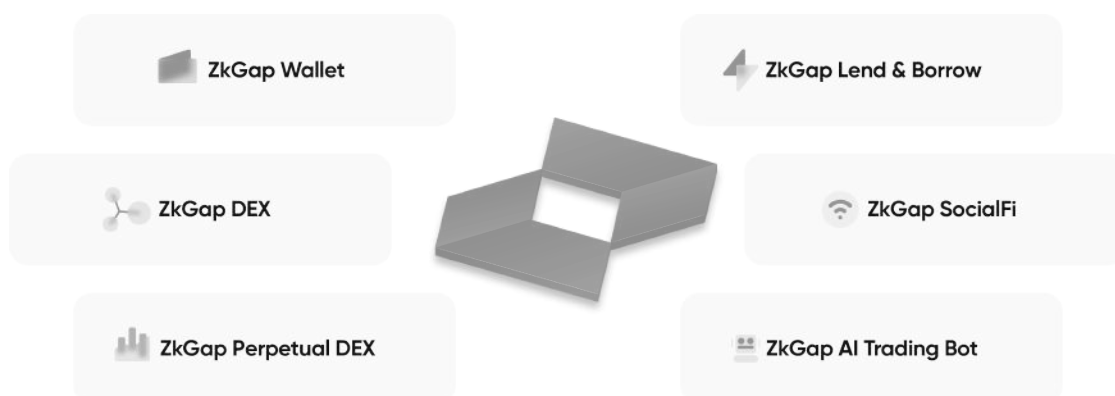 ZkGap Wallet
ZkGap Lend & Borrow
ZkGap DEX
ZkGap SocialFi
ZkGap Perpetual DEX
ZkGap AI Trading Bot